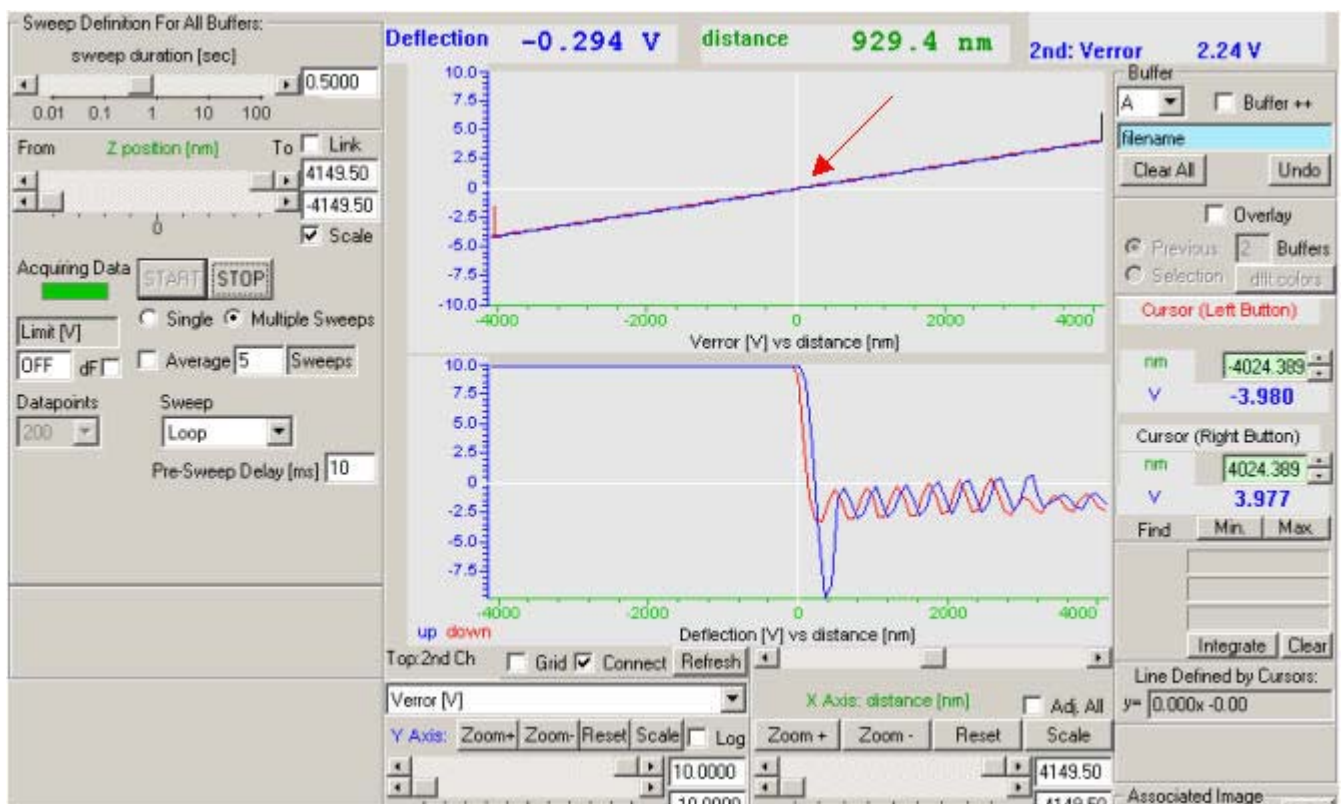 Sweep Definition For All Buffers:
sweep duration [sec]
0.5000
0.01 0.1 1 10 100
From Z position [nm] To Link
4149.50
-4149.50
0
Scale
Acquiring Data START STOP
Single Multiple Sweeps
Limit [V]
OFF dF Average 5 Sweeps
Datapoints Sweep
200 Loop
Pre-Sweep Delay [ms] 10
Deflection -0.294 V distance 929.4 nm 2nd: Verror 2.24 V
10.0
7.5
5.0
2.5
0
-2.5
-5.0
-7.5
-10.0
-4000 -2000 0 2000 4000
Verror [V] vs distance [nm]
10.0
7.5
5.0
2.5
0
-2.5
-5.0
-7.5
-4000 -2000 0 2000 4000
up down Deflection [V] vs distance [nm]
Top:2nd Ch Grid Connect Refresh
Verror [V] X Axis: distance [nm] Adj. All
Y Axis: Zoom+ Zoom- Reset Scale Log Zoom + Zoom - Reset Scale
10.0000 4149.50
-10.0000 -4149.50
Buffer
A Buffer ++
filename
Clear All Undo
Overlay
Previous 2 Buffers
Selection diff.colors
Cursor (Left Button)
nm -4024.389
V -3.980
Cursor (Right Button)
nm 4024.389
V 3.977
Find Min. Max.
Integrate Clear
Line Defined by Cursors:
y= 0.000x -0.00
Associated Image